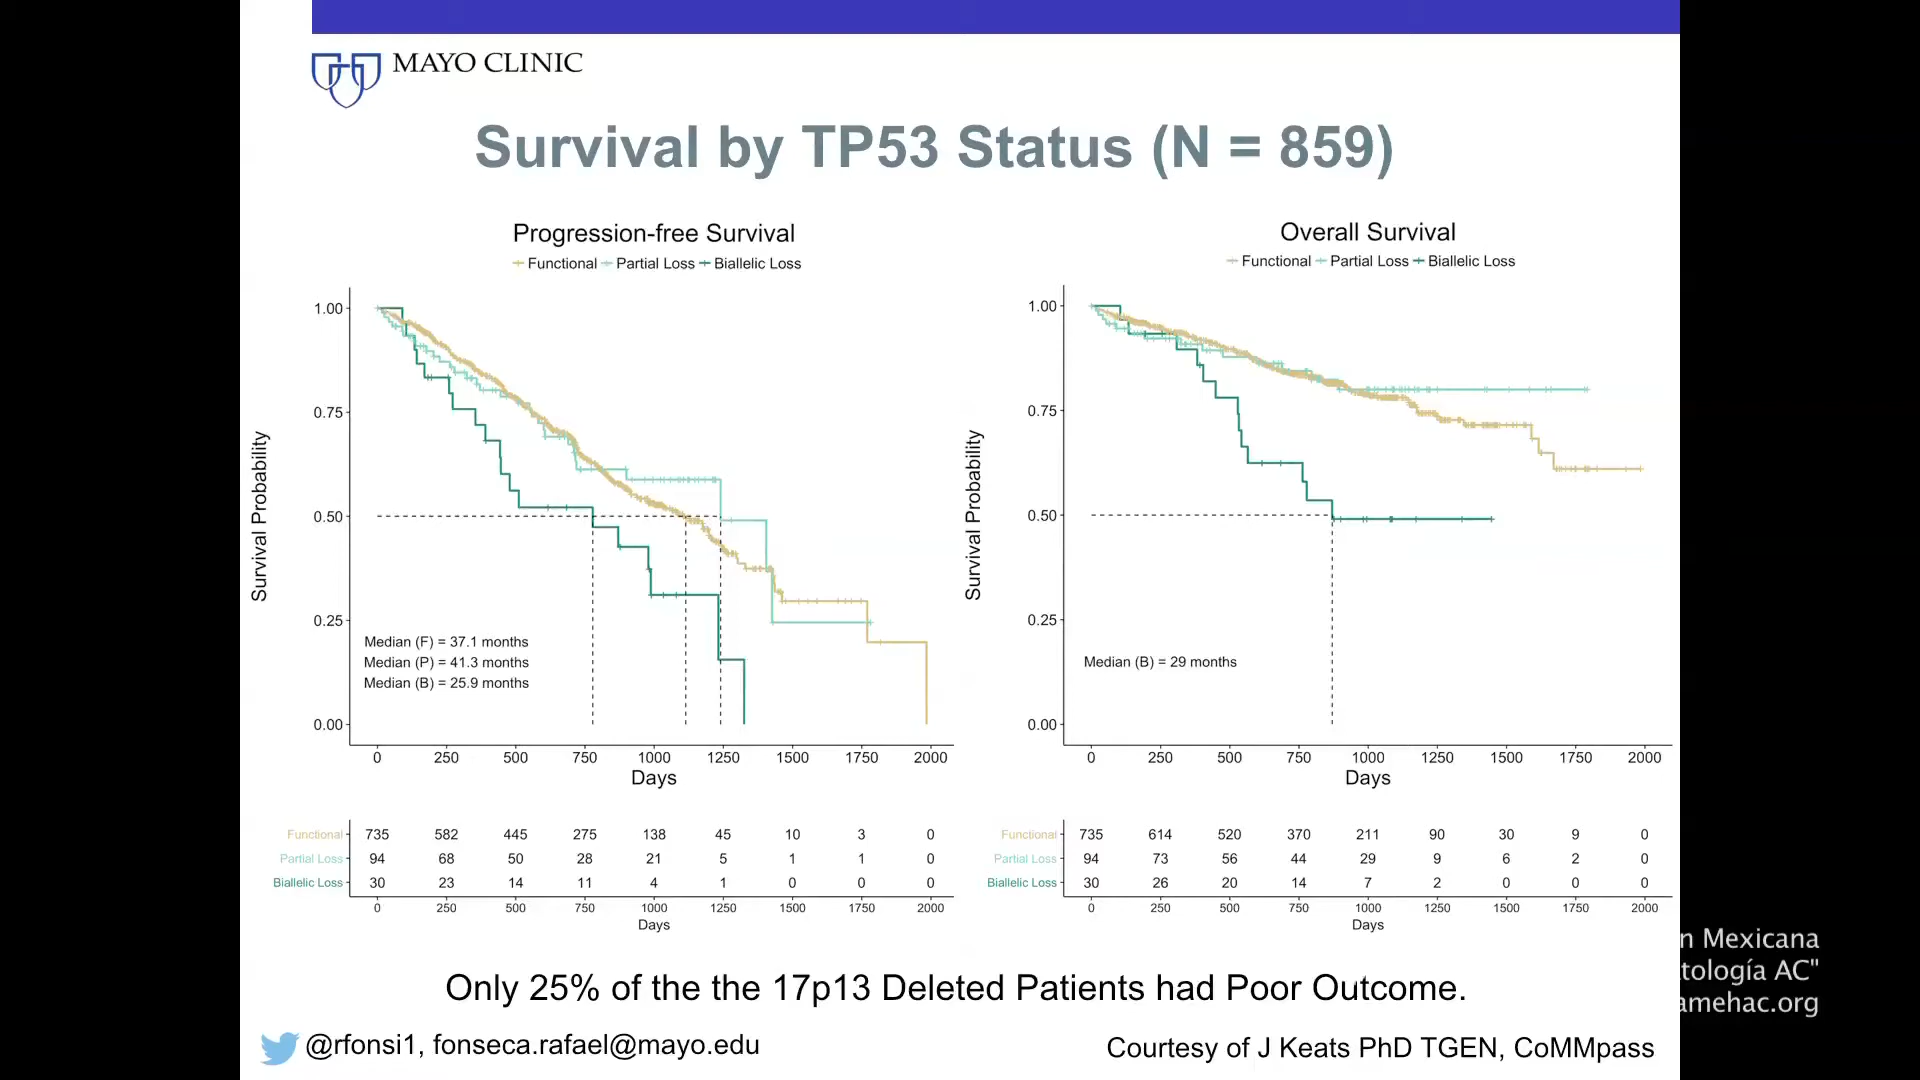 MAYO CLINIC
Survival by TP53 Status (N = 859)
Progression-free Survival
Functional Partial Loss Biallelic Loss
Survival Probability
1.00
0.75
0.50
0.25
0.00
Median (F) = 37.1 months
Median (P) = 41.3 months
Median (B) = 25.9 months
0 250 500 750 1000 1250 1500 1750 2000
Days
Functional 735 582 445 275 138 45 10 3 0
Partial Loss 94 68 50 28 21 5 1 1 0
Biallelic Loss 30 23 14 11 4 1 0 0 0
0 250 500 750 1000 1250 1500 1750 2000
Days
Overall Survival
Functional Partial Loss Biallelic Loss
Survival Probability
1.00
0.75
0.50
0.25
0.00
Median (B) = 29 months
0 250 500 750 1000 1250 1500 1750 2000
Days
Functional 735 614 520 370 211 90 30 9 0
Partial Loss 94 73 56 44 29 9 6 2 0
Biallelic Loss 30 26 20 14 7 2 0 0 0
0 250 500 750 1000 1250 1500 1750 2000
Days
Only 25% of the the 17p13 Deleted Patients had Poor Outcome.
@rfonsi1, fonseca.rafael@mayo.edu
Courtesy of J Keats PhD TGEN, CoMMpass
n Mexicana
tología AC"
amehac.org